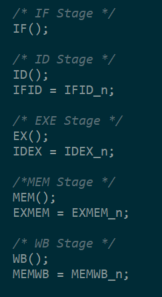 /* IF Stage */
IF();
/* ID Stage */
ID();
IFID = IFID_n;
/* EXE Stage */
EX();
IDEX = IDEX_n;
/*MEM Stage */
MEM();
EXMEM = EXMEM_n;
/* WB Stage */
WB();
MEMWB = MEMWB_n;